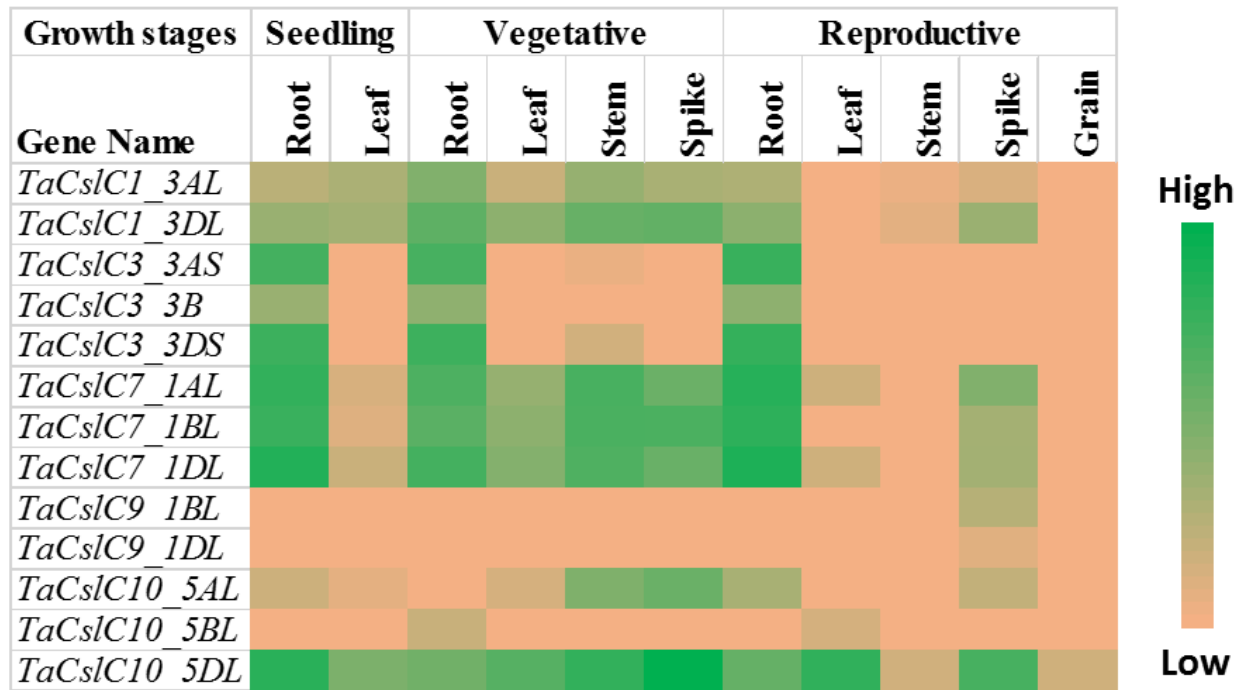 Growth stages Seedling Vegetative Reproductive
Gene Name Root Leaf Root Leaf Stem Spike Root Leaf Stem Spike Grain
TaCslC1_3AL
TaCslC1_3DL
TaCslC3_3AS
TaCslC3_3B
TaCslC3_3DS
TaCslC7_1AL
TaCslC7_1BL
TaCslC7_1DL
TaCslC9_1BL
TaCslC9_1DL
TaCslC10_5AL
TaCslC10_5BL
TaCslC10_5DL
High
Low